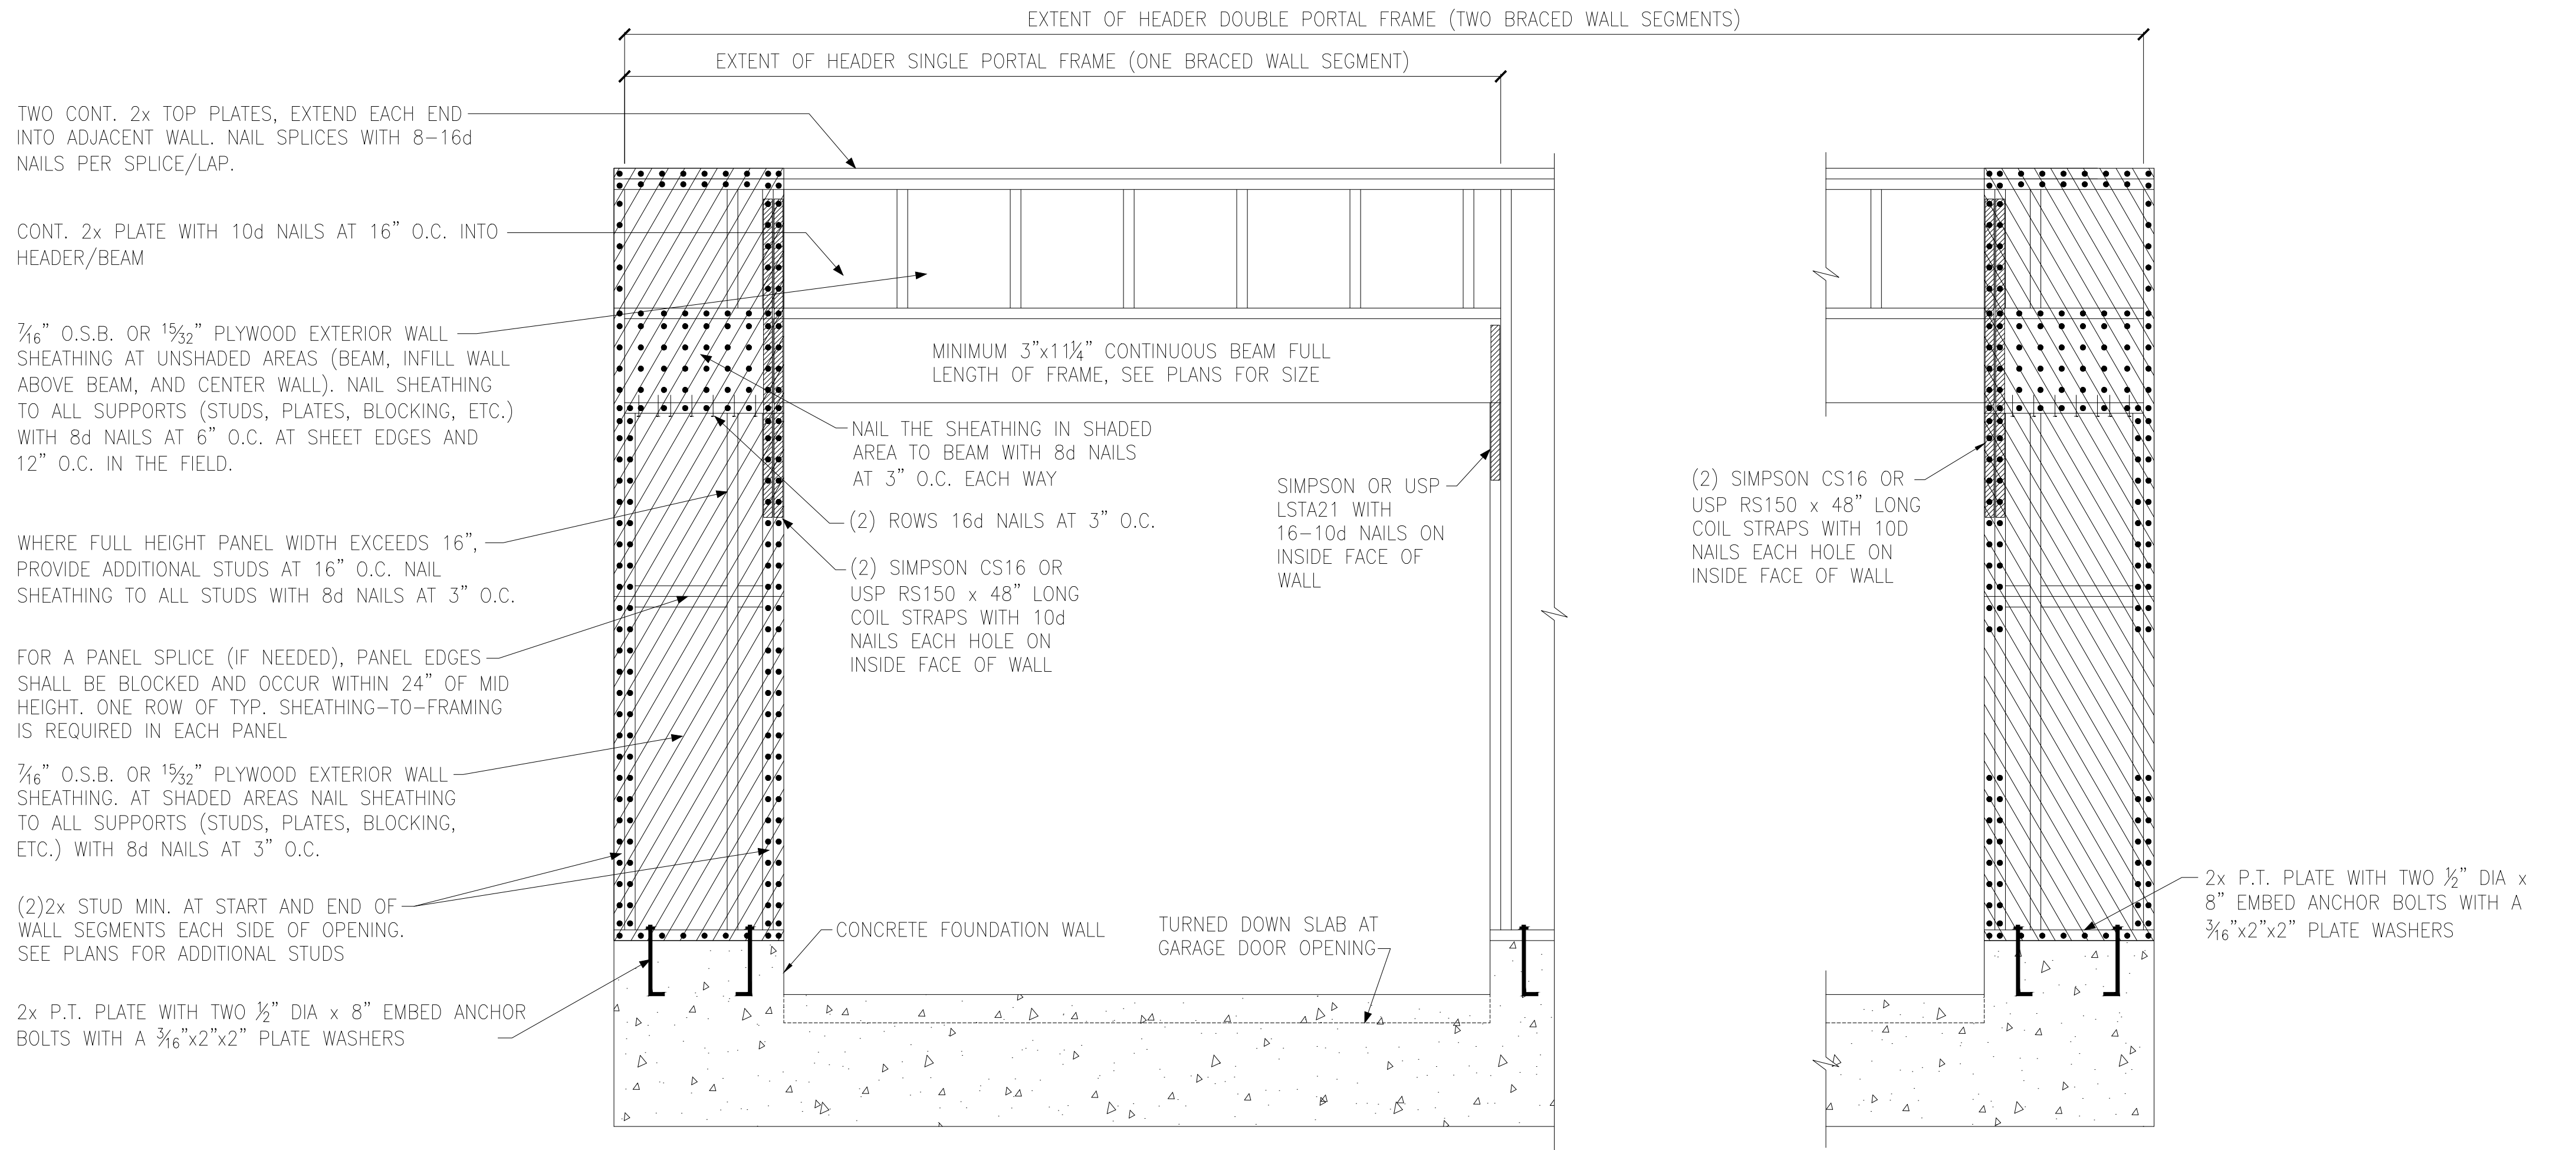 EXTENT OF HEADER DOUBLE PORTAL FRAME (TWO BRACED WALL SEGMENTS)
EXTENT OF HEADER SINGLE PORTAL FRAME (ONE BRACED WALL SEGMENT)
TWO CONT. 2x TOP PLATES, EXTEND EACH END
INTO ADJACENT WALL. NAIL SPLICES WITH 8-16d
NAILS PER SPLICE/LAP.
CONT. 2x PLATE WITH 10d NAILS AT 16" O.C. INTO
HEADER/BEAM
7/16" O.S.B. OR 15/32" PLYWOOD EXTERIOR WALL
SHEATHING AT UNSHADED AREAS (BEAM, INFILL WALL
ABOVE BEAM, AND CENTER WALL). NAIL SHEATHING
TO ALL SUPPORTS (STUDS, PLATES, BLOCKING, ETC.)
WITH 8d NAILS AT 6" O.C. AT SHEET EDGES AND
12" O.C. IN THE FIELD.
WHERE FULL HEIGHT PANEL WIDTH EXCEEDS 16",
PROVIDE ADDITIONAL STUDS AT 16" O.C. NAIL
SHEATHING TO ALL STUDS WITH 8d NAILS AT 3" O.C.
FOR A PANEL SPLICE (IF NEEDED), PANEL EDGES
SHALL BE BLOCKED AND OCCUR WITHIN 24" OF MID
HEIGHT. ONE ROW OF TYP. SHEATHING-TO-FRAMING
IS REQUIRED IN EACH PANEL
7/16" O.S.B. OR 15/32" PLYWOOD EXTERIOR WALL
SHEATHING. AT SHADED AREAS NAIL SHEATHING
TO ALL SUPPORTS (STUDS, PLATES, BLOCKING,
ETC.) WITH 8d NAILS AT 3" O.C.
(2)2x STUD MIN. AT START AND END OF
WALL SEGMENTS EACH SIDE OF OPENING.
SEE PLANS FOR ADDITIONAL STUDS
2x P.T. PLATE WITH TWO 1/2" DIA x 8" EMBED ANCHOR
BOLTS WITH A 3/16"x2"x2" PLATE WASHERS
MINIMUM 3"x11 1/4" CONTINUOUS BEAM FULL
LENGTH OF FRAME, SEE PLANS FOR SIZE
NAIL THE SHEATHING IN SHADED
AREA TO BEAM WITH 8d NAILS
AT 3" O.C. EACH WAY
(2) ROWS 16d NAILS AT 3" O.C.
(2) SIMPSON CS16 OR
USP RS150 x 48" LONG
COIL STRAPS WITH 10d
NAILS EACH HOLE ON
INSIDE FACE OF WALL
SIMPSON OR USP
LSTA21 WITH
16-10d NAILS ON
INSIDE FACE OF
WALL
CONCRETE FOUNDATION WALL
TURNED DOWN SLAB AT
GARAGE DOOR OPENING
(2) SIMPSON CS16 OR
USP RS150 x 48" LONG
COIL STRAPS WITH 10D
NAILS EACH HOLE ON
INSIDE FACE OF WALL
2x P.T. PLATE WITH TWO 1/2" DIA x
8" EMBED ANCHOR BOLTS WITH A
3/16"x2"x2" PLATE WASHERS